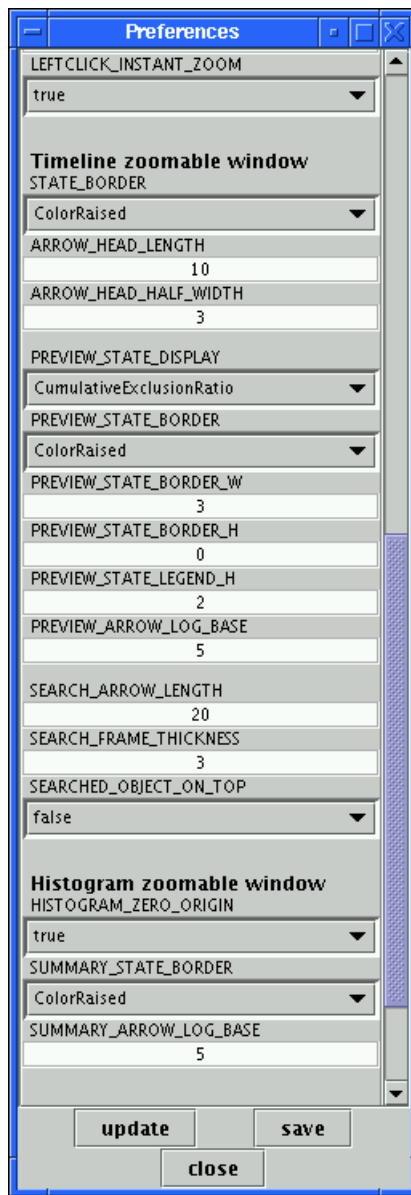 Preferences
LEFTCLICK_INSTANT_ZOOM
true
Timeline zoomable window
STATE_BORDER
ColorRaised
ARROW_HEAD_LENGTH
10
ARROW_HEAD_HALF_WIDTH
3
PREVIEW_STATE_DISPLAY
CumulativeExclusionRatio
PREVIEW_STATE_BORDER
ColorRaised
PREVIEW_STATE_BORDER_W
3
PREVIEW_STATE_BORDER_H
0
PREVIEW_STATE_LEGEND_H
2
PREVIEW_ARROW_LOG_BASE
5
SEARCH_ARROW_LENGTH
20
SEARCH_FRAME_THICKNESS
3
SEARCHED_OBJECT_ON_TOP
false
Histogram zoomable window
HISTOGRAM_ZERO_ORIGIN
true
SUMMARY_STATE_BORDER
ColorRaised
SUMMARY_ARROW_LOG_BASE
5
update save
close